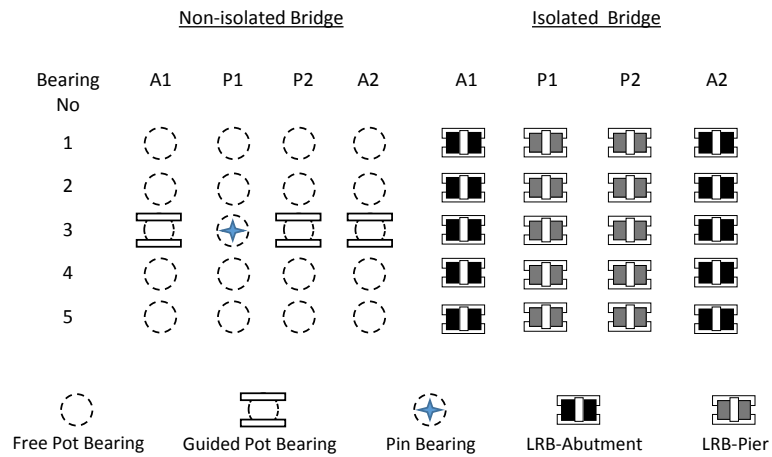 Non-isolated Bridge Isolated Bridge
Bearing No A1 P1 P2 A2 A1 P1 P2 A2
1
2
3
4
5
Free Pot Bearing Guided Pot Bearing Pin Bearing LRB-Abutment LRB-Pier